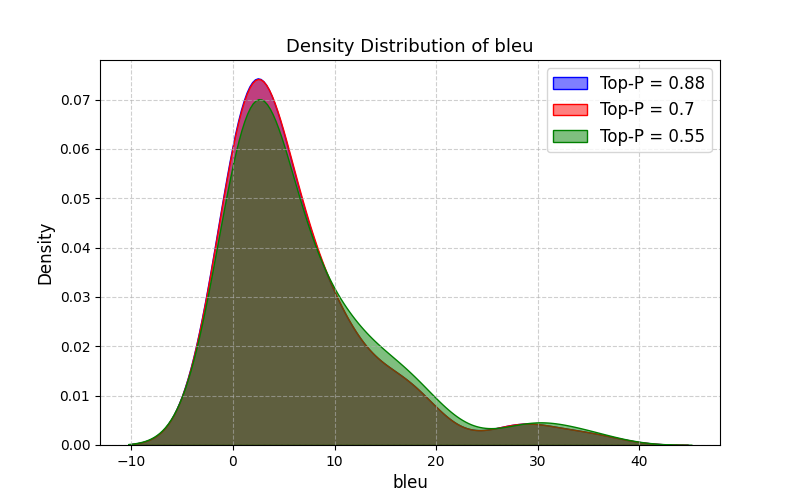 Density Distribution of bleu
Top-P = 0.88
Top-P = 0.7
Top-P = 0.55
Density
0.07
0.06
0.05
0.04
0.03
0.02
0.01
0.00
−10 0 10 20 30 40
bleu